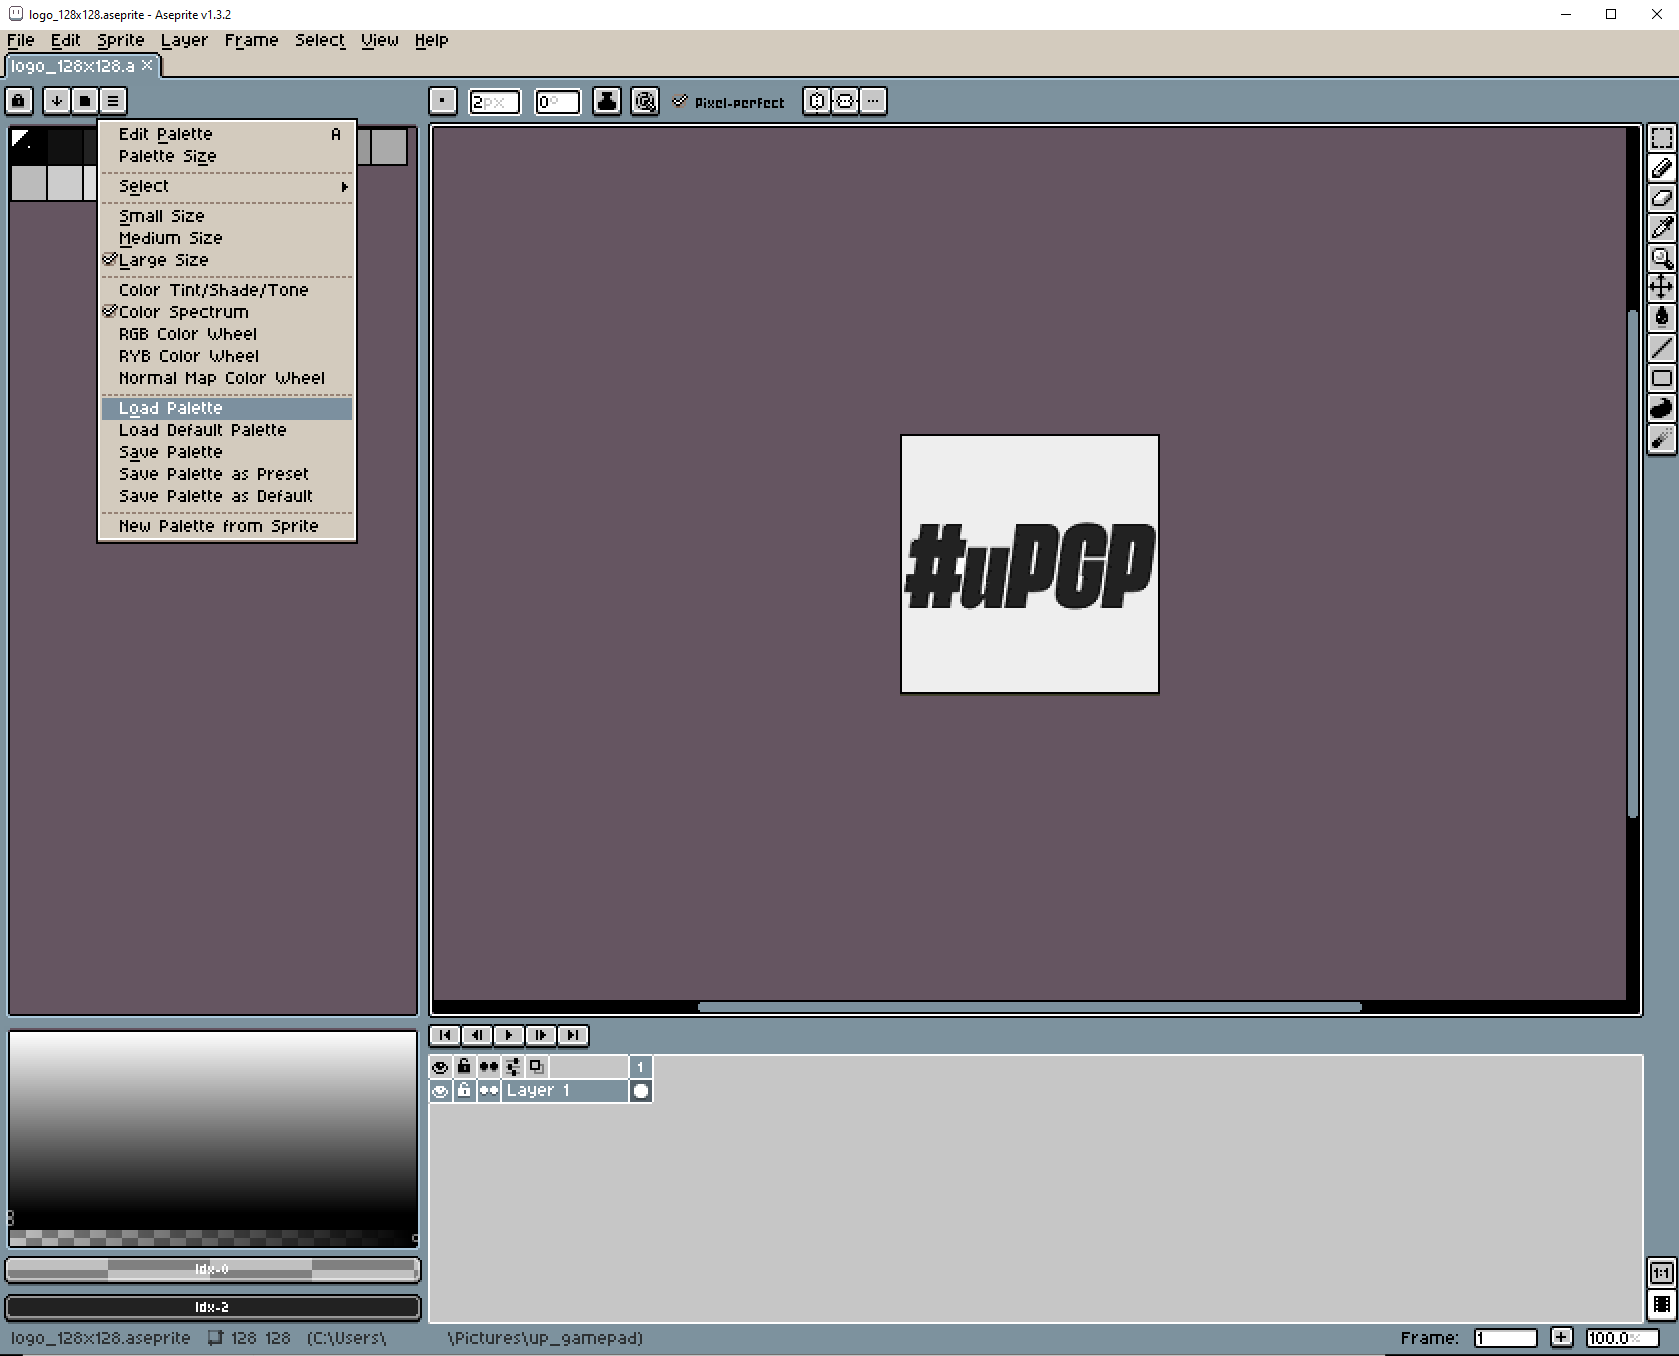 logo_128x128.aseprite - Aseprite v1.3.2
File Edit Sprite Layer Frame Select View Help
logo_128x128.a
2px 0° Pixel-perfect
Edit Palette A
Palette Size
Select
Small Size
Medium Size
Large Size
Color Tint/Shade/Tone
Color Spectrum
RGB Color Wheel
RYB Color Wheel
Normal Map Color Wheel
Load Palette
Load Default Palette
Save Palette
Save Palette as Preset
Save Palette as Default
New Palette from Sprite
#uPGP
1
Layer 1
Idx-0
1:1
Idx-2
logo_128x128.aseprite 128 128 (C:\Users\ \Pictures\up_gamepad) Frame: 1 + 100.0%